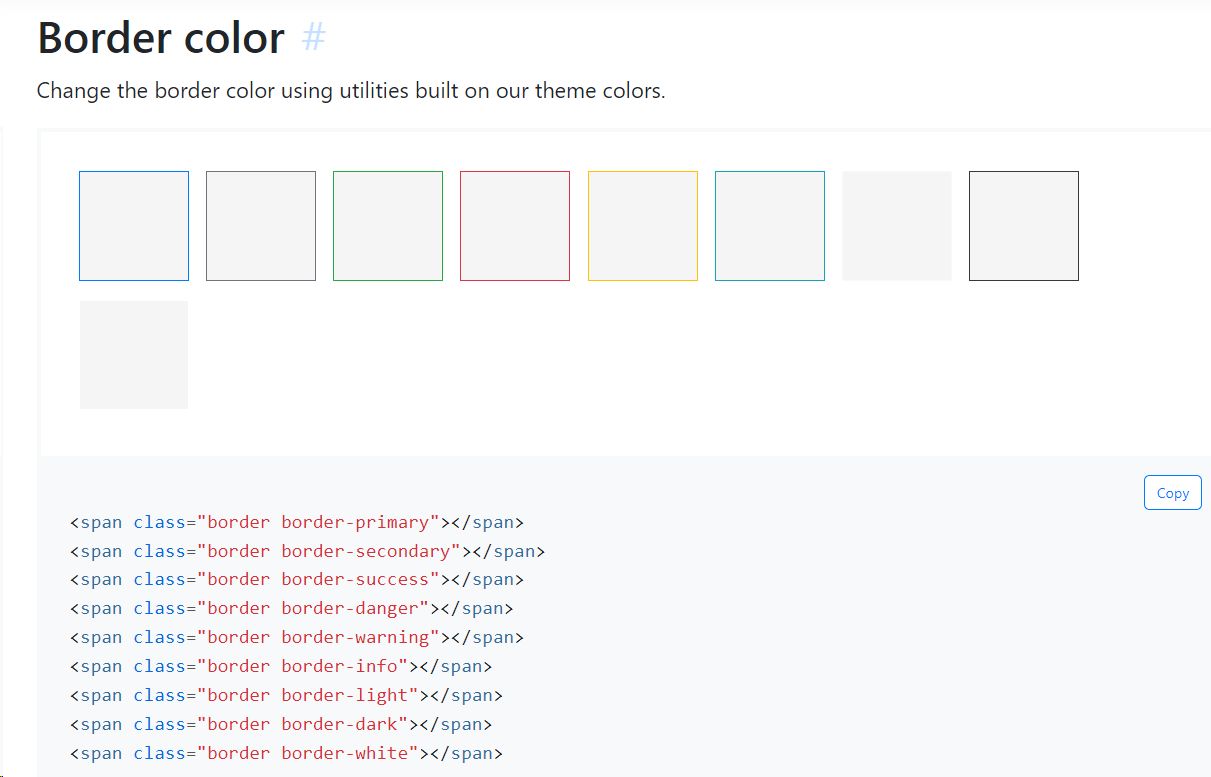 Border color #
Change the border color using utilities built on our theme colors.
Copy
<span class="border border-primary"></span>
<span class="border border-secondary"></span>
<span class="border border-success"></span>
<span class="border border-danger"></span>
<span class="border border-warning"></span>
<span class="border border-info"></span>
<span class="border border-light"></span>
<span class="border border-dark"></span>
<span class="border border-white"></span>